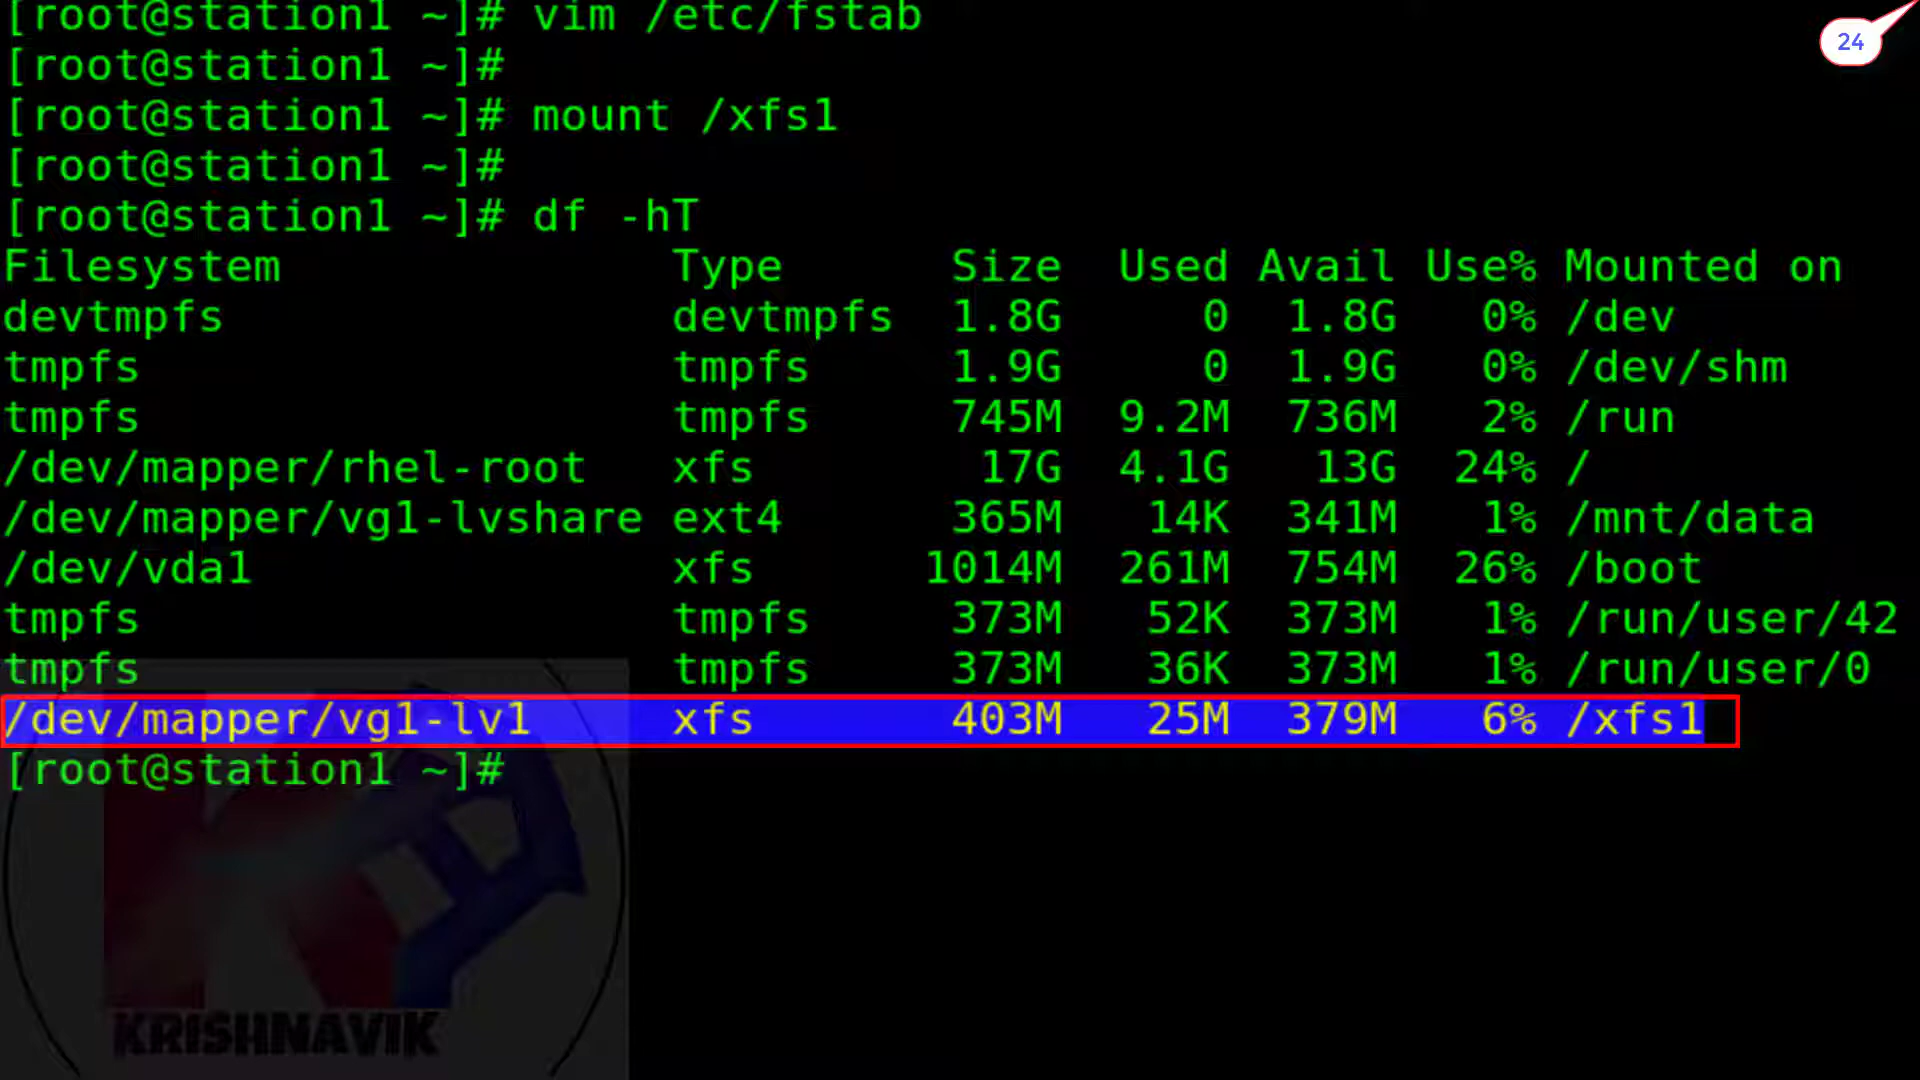 [root@station1 ~]# vim /etc/fstab
24
[root@station1 ~]#
[root@station1 ~]# mount /xfs1
[root@station1 ~]#
[root@station1 ~]# df -hT
Filesystem Type Size Used Avail Use% Mounted on
devtmpfs devtmpfs 1.8G 0 1.8G 0% /dev
tmpfs tmpfs 1.9G 0 1.9G 0% /dev/shm
tmpfs tmpfs 745M 9.2M 736M 2% /run
/dev/mapper/rhel-root xfs 17G 4.1G 13G 24% /
/dev/mapper/vg1-lvshare ext4 365M 14K 341M 1% /mnt/data
/dev/vda1 xfs 1014M 261M 754M 26% /boot
tmpfs tmpfs 373M 52K 373M 1% /run/user/42
tmpfs tmpfs 373M 36K 373M 1% /run/user/0
/dev/mapper/vg1-lv1 xfs 403M 25M 379M 6% /xfs1
[root@station1 ~]#
KRISHNAVIK